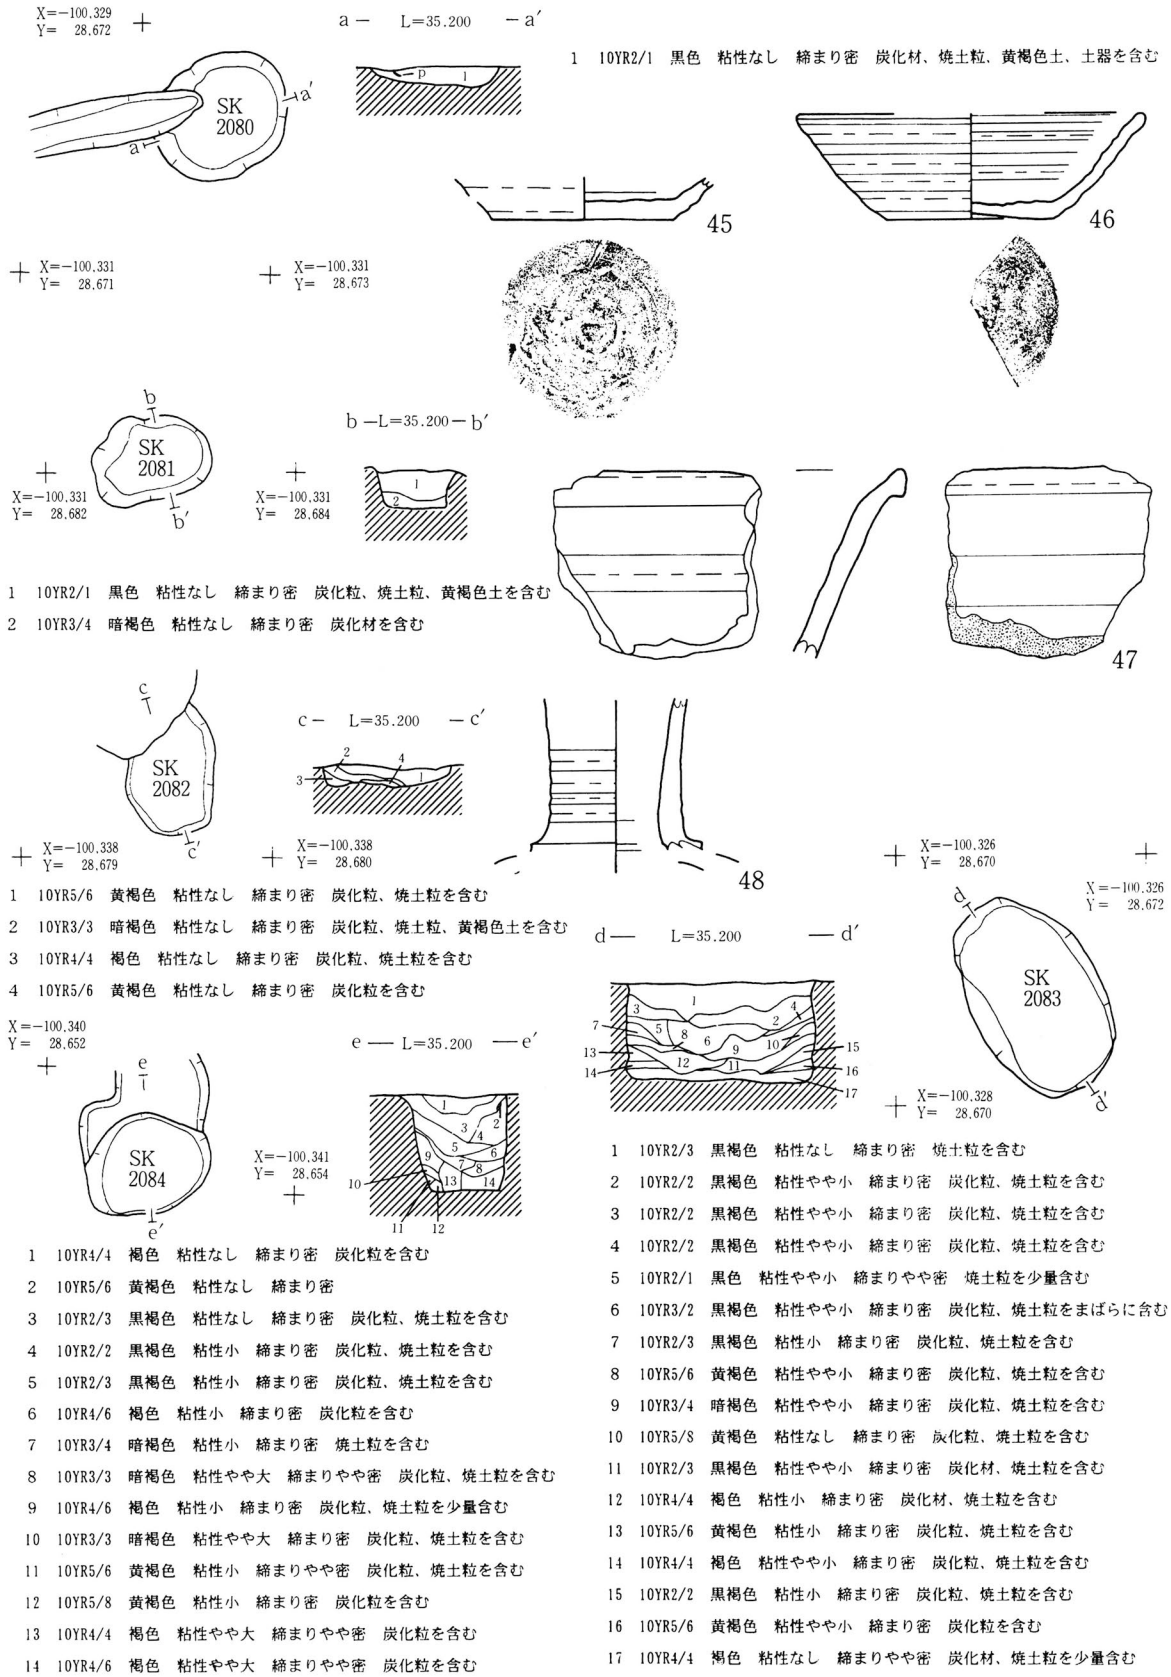 X=-100.329
Y= 28.672
a — L=35.200 — a′
1 10YR2/1 黒色 粘性なし 締まり密 炭化材、焼土粒、黄褐色土、土器を含む
p
1
SK
2080
a′
a
45
46
X=-100.331
Y= 28.671
X=-100.331
Y= 28.673
b
b —L=35.200— b′
SK
2081
1
2
b′
X=-100.331
Y= 28.682
X=-100.331
Y= 28.684
1 10YR2/1 黒色 粘性なし 締まり密 炭化粒、焼土粒、黄褐色土を含む
2 10YR3/4 暗褐色 粘性なし 締まり密 炭化材を含む
47
c
c — L=35.200 — c′
SK
2082
2
4
3
1
c′
X=-100.338
Y= 28.679
X=-100.338
Y= 28.680
48
1 10YR5/6 黄褐色 粘性なし 締まり密 炭化粒、焼土粒を含む
2 10YR3/3 暗褐色 粘性なし 締まり密 炭化粒、焼土粒、黄褐色土を含む
3 10YR4/4 褐色 粘性なし 締まり密 炭化粒、焼土粒を含む
4 10YR5/6 黄褐色 粘性なし 締まり密 炭化粒を含む
X=-100.326
Y= 28.670
X=-100.326
Y= 28.672
d
d — L=35.200 — d′
SK
2083
1
3
4
2
7
5
8
6
10
9
13
12
11
15
14
16
17
d′
X=-100.328
Y= 28.670
X=-100.340
Y= 28.652
e
e — L=35.200 — e′
SK
2084
e′
X=-100.341
Y= 28.654
1
2
3
4
5
6
9
7
8
10
13
14
11
12
1 10YR4/4 褐色 粘性なし 締まり密 炭化粒を含む
2 10YR5/6 黄褐色 粘性なし 締まり密
3 10YR2/3 黒褐色 粘性なし 締まり密 炭化粒、焼土粒を含む
4 10YR2/2 黒褐色 粘性小 締まり密 炭化粒、焼土粒を含む
5 10YR2/3 黒褐色 粘性小 締まり密 炭化粒、焼土粒を含む
6 10YR4/6 褐色 粘性小 締まり密 炭化粒を含む
7 10YR3/4 暗褐色 粘性小 締まり密 焼土粒を含む
8 10YR3/3 暗褐色 粘性やや大 締まりやや密 炭化粒、焼土粒を含む
9 10YR4/6 褐色 粘性小 締まり密 炭化粒、焼土粒を少量含む
10 10YR3/3 暗褐色 粘性やや大 締まり密 炭化粒、焼土粒を含む
11 10YR5/6 黄褐色 粘性小 締まりやや密 炭化粒、焼土粒を含む
12 10YR5/8 黄褐色 粘性小 締まり密 炭化粒を含む
13 10YR4/4 褐色 粘性やや大 締まりやや密 炭化粒を含む
14 10YR4/6 褐色 粘性やや大 締まりやや密 炭化粒を含む
1 10YR2/3 黒褐色 粘性なし 締まり密 焼土粒を含む
2 10YR2/2 黒褐色 粘性やや小 締まり密 炭化粒、焼土粒を含む
3 10YR2/2 黒褐色 粘性やや小 締まり密 炭化粒、焼土粒を含む
4 10YR2/2 黒褐色 粘性やや小 締まり密 炭化粒、焼土粒を含む
5 10YR2/1 黒色 粘性やや小 締まりやや密 焼土粒を少量含む
6 10YR3/2 黒褐色 粘性やや小 締まり密 炭化粒、焼土粒をまばらに含む
7 10YR2/3 黒褐色 粘性小 締まり密 炭化粒、焼土粒を含む
8 10YR5/6 黄褐色 粘性やや小 締まり密 炭化粒、焼土粒を含む
9 10YR3/4 暗褐色 粘性やや小 締まり密 炭化粒、焼土粒を含む
10 10YR5/8 黄褐色 粘性なし 締まり密 炭化粒、焼土粒を含む
11 10YR2/3 黒褐色 粘性やや小 締まり密 炭化材、焼土粒を含む
12 10YR4/4 褐色 粘性小 締まり密 炭化材、焼土粒を含む
13 10YR5/6 黄褐色 粘性小 締まり密 炭化粒、焼土粒を含む
14 10YR4/4 褐色 粘性やや小 締まり密 炭化粒、焼土粒を含む
15 10YR2/2 黒褐色 粘性小 締まり密 炭化粒、焼土粒を含む
16 10YR5/6 黄褐色 粘性やや小 締まり密 炭化粒を含む
17 10YR4/4 褐色 粘性なし 締まりやや密 炭化材、焼土粒を少量含む